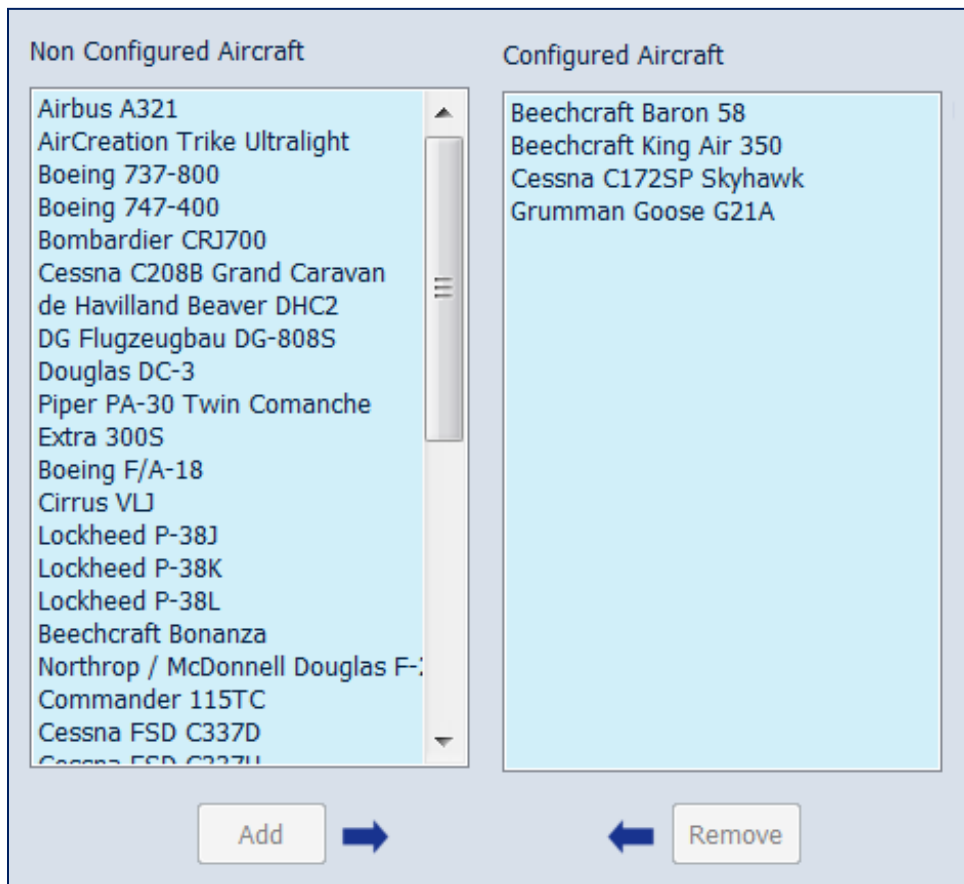 Non Configured Aircraft
Airbus A321
AirCreation Trike Ultralight
Boeing 737-800
Boeing 747-400
Bombardier CRJ700
Cessna C208B Grand Caravan
de Havilland Beaver DHC2
DG Flugzeugbau DG-808S
Douglas DC-3
Piper PA-30 Twin Comanche
Extra 300S
Boeing F/A-18
Cirrus VLJ
Lockheed P-38J
Lockheed P-38K
Lockheed P-38L
Beechcraft Bonanza
Northrop / McDonnell Douglas
Commander 115TC
Cessna FSD C337D
Cessna FSD
Configured Aircraft
Beechcraft Baron 58
Beechcraft King Air 350
Cessna C172SP Skyhawk
Grumman Goose G21A
Add
Remove